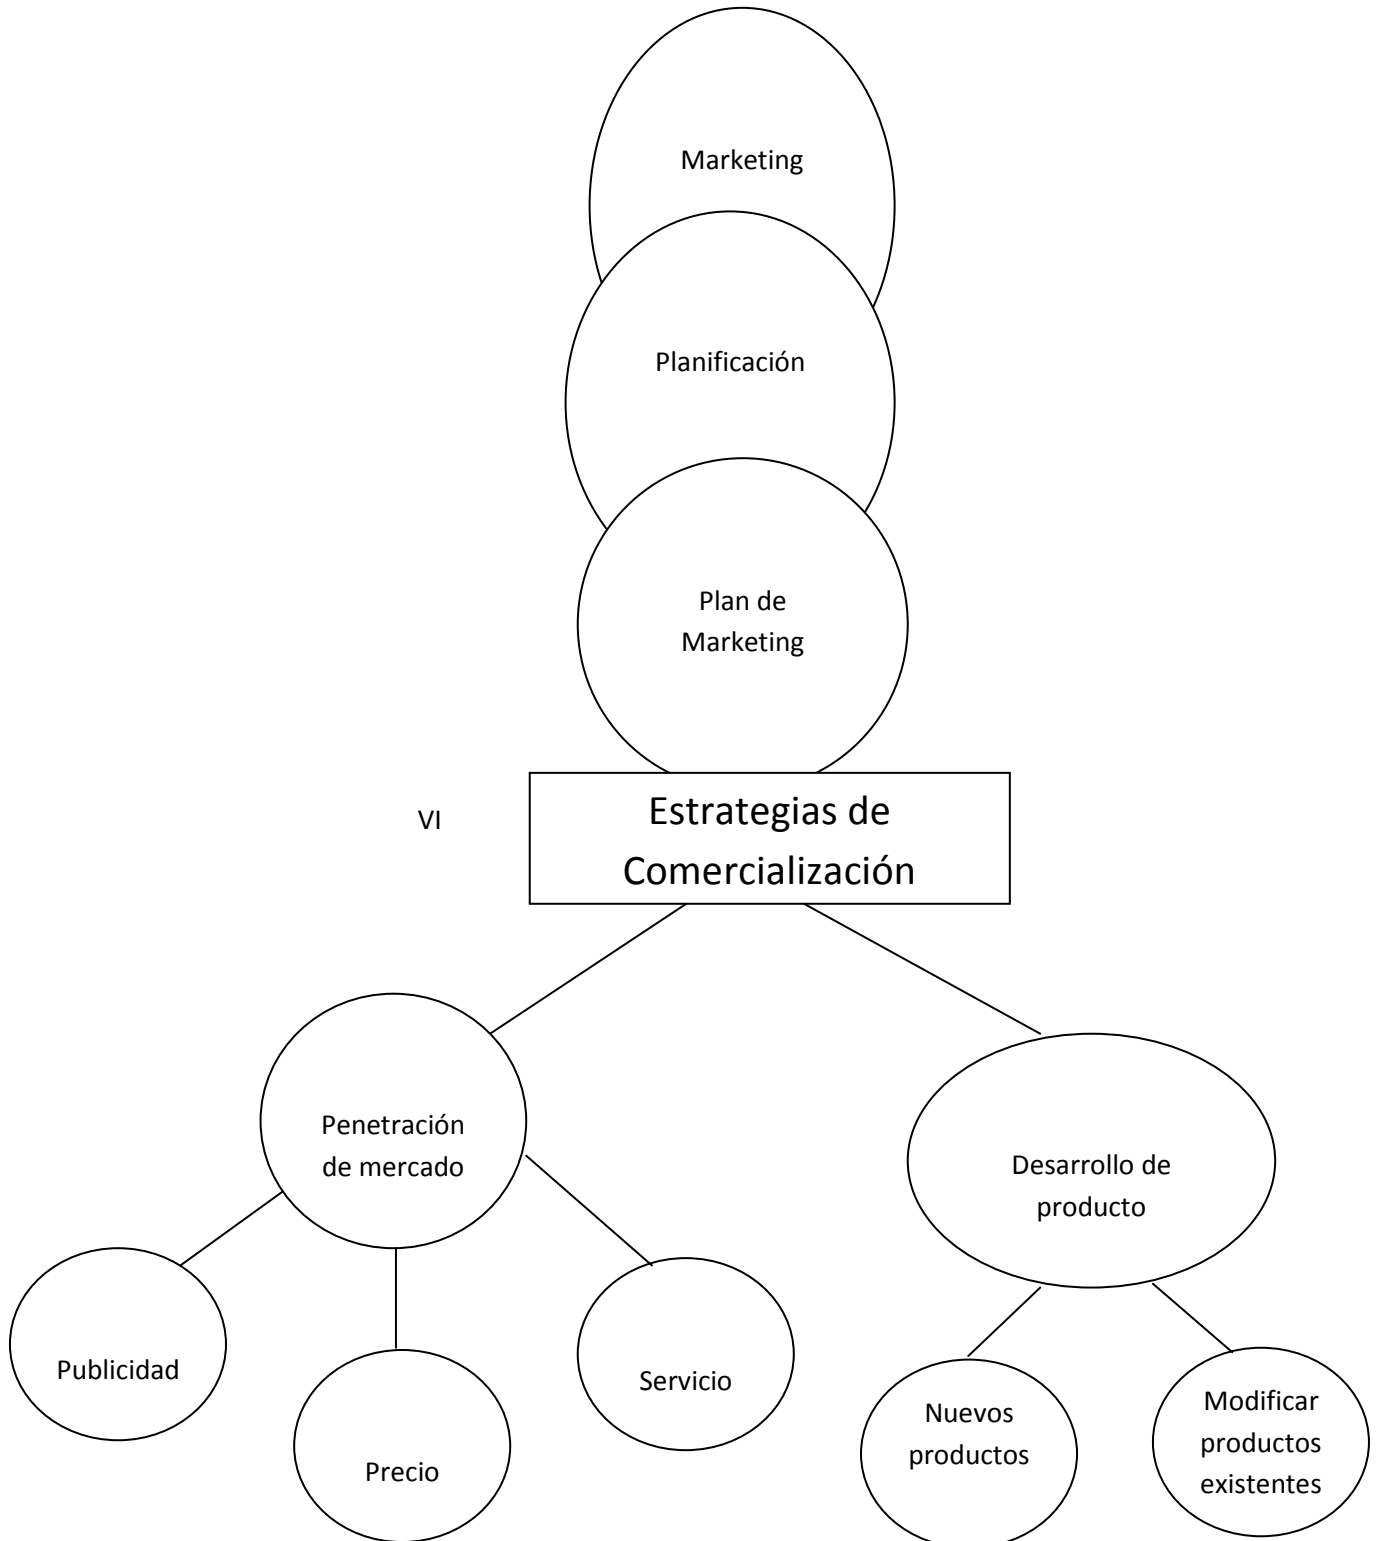 Marketing
Planificación
Plan de
Marketing
VI
Estrategias de
Comercialización
Penetración
de mercado
Desarrollo de
producto
Publicidad
Precio
Servicio
Nuevos
productos
Modificar
productos
existentes